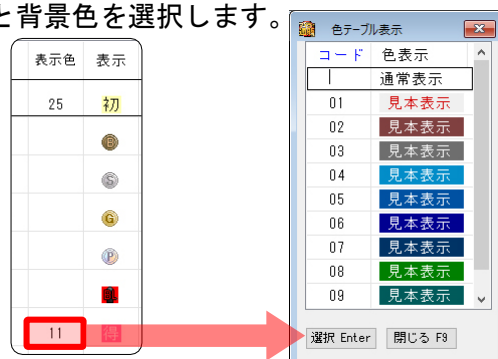 と背景色を選択します。
表示色 表示
25 初
B
S
G
P
11 得
色テーブル表示
コード 色表示
通常表示
01 見本表示
02 見本表示
03 見本表示
04 見本表示
05 見本表示
06 見本表示
07 見本表示
08 見本表示
09 見本表示
選択 Enter 閉じる F9